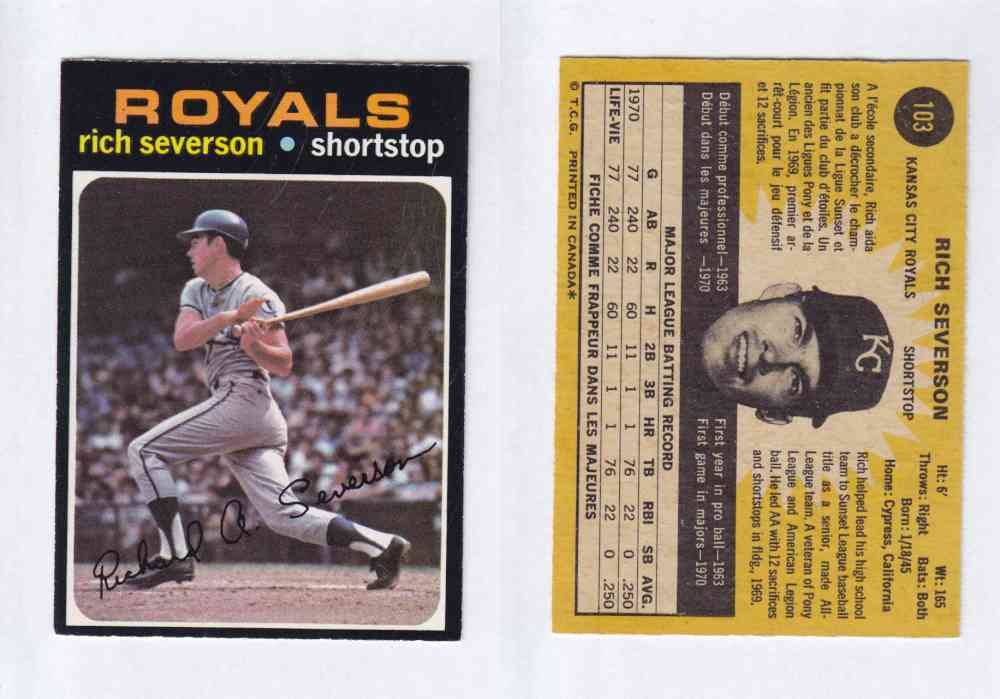 ROYALS
rich severson • shortstop
Richard A. Severson
103
RICH SEVERSON
KANSAS CITY ROYALS SHORTSTOP
Ht: 6' Wt: 165
Throws: Right Bats: Both
Born: 1/18/45
Home: Cypress, California
A l'école secondaire, Rich aida
son club a décrocher le cham-
pionnat de la Ligue Sunset et
fit partie du club d'étoiles. Un
ancien des Ligues Pony et de la
Légion. En 1969, premier ar-
rêt-court pour le jeu défensif
et 12 sacrifices.
KC
Rich helped lead his high school
team to Sunset League baseball
title as a senior, made All-
League team. A veteran of Pony
League and American Legion
ball. He led AA with 12 sacrifices
and shortstops in fldg., 1969.
Début comme professionnel—1963
Début dans les majeures —1970
First year in pro ball—1963
First game in majors—1970
MAJOR LEAGUE BATTING RECORD
G AB R H 2B 3B HR TB RBI SB AVG.
1970 77 240 22 60 11 1 1 76 22 0 .250
LIFE-VIE 77 240 22 60 11 1 1 76 22 0 .250
FICHE COMME FRAPPEUR DANS LES MAJEURES
© T.C.G. PRINTED IN CANADA*